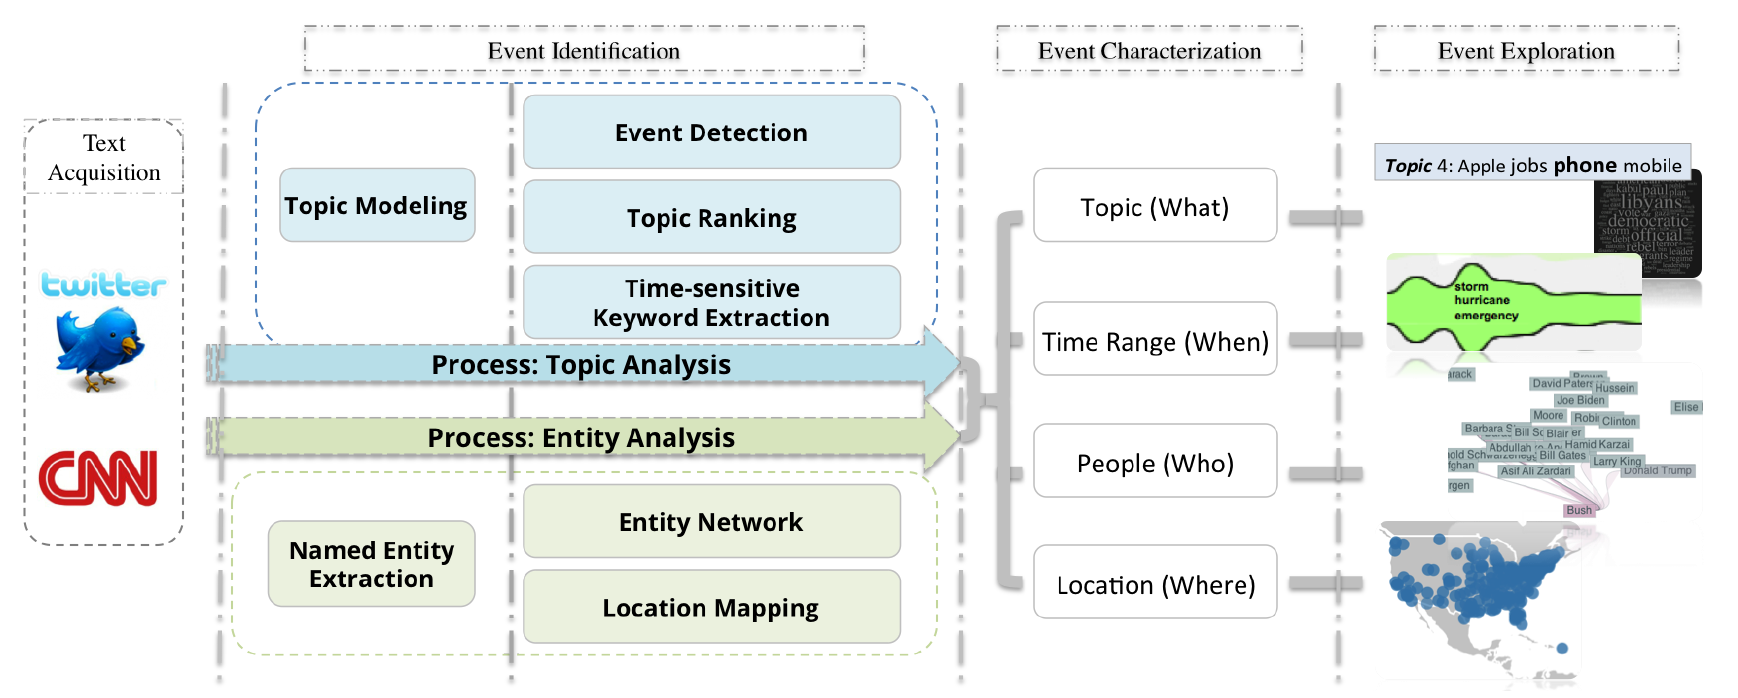 Event Identification
Event Characterization
Event Exploration
Text
Acquisition
twitter
CNN
Topic Modeling
Event Detection
Topic Ranking
Time-sensitive
Keyword Extraction
Process: Topic Analysis
Process: Entity Analysis
Named Entity
Extraction
Entity Network
Location Mapping
Topic (What)
Time Range (When)
People (Who)
Location (Where)
Topic 4: Apple jobs phone mobile
kabul paul
libyans
vote
democratic
storm official
debt rebel terror
leader
regime
storm
hurricane
emergency
arack
Brown
David Paters
Hussein
Joe Biden
Elise
Moore
Robi
Clinton
Barbara
Bill
Blair
Abdullah
Hamid Karzai
old Schwarzeneg
Bill Gates
Larry King
fghan
Asif Ali Zardari
Donald Trump
rgen
Bush